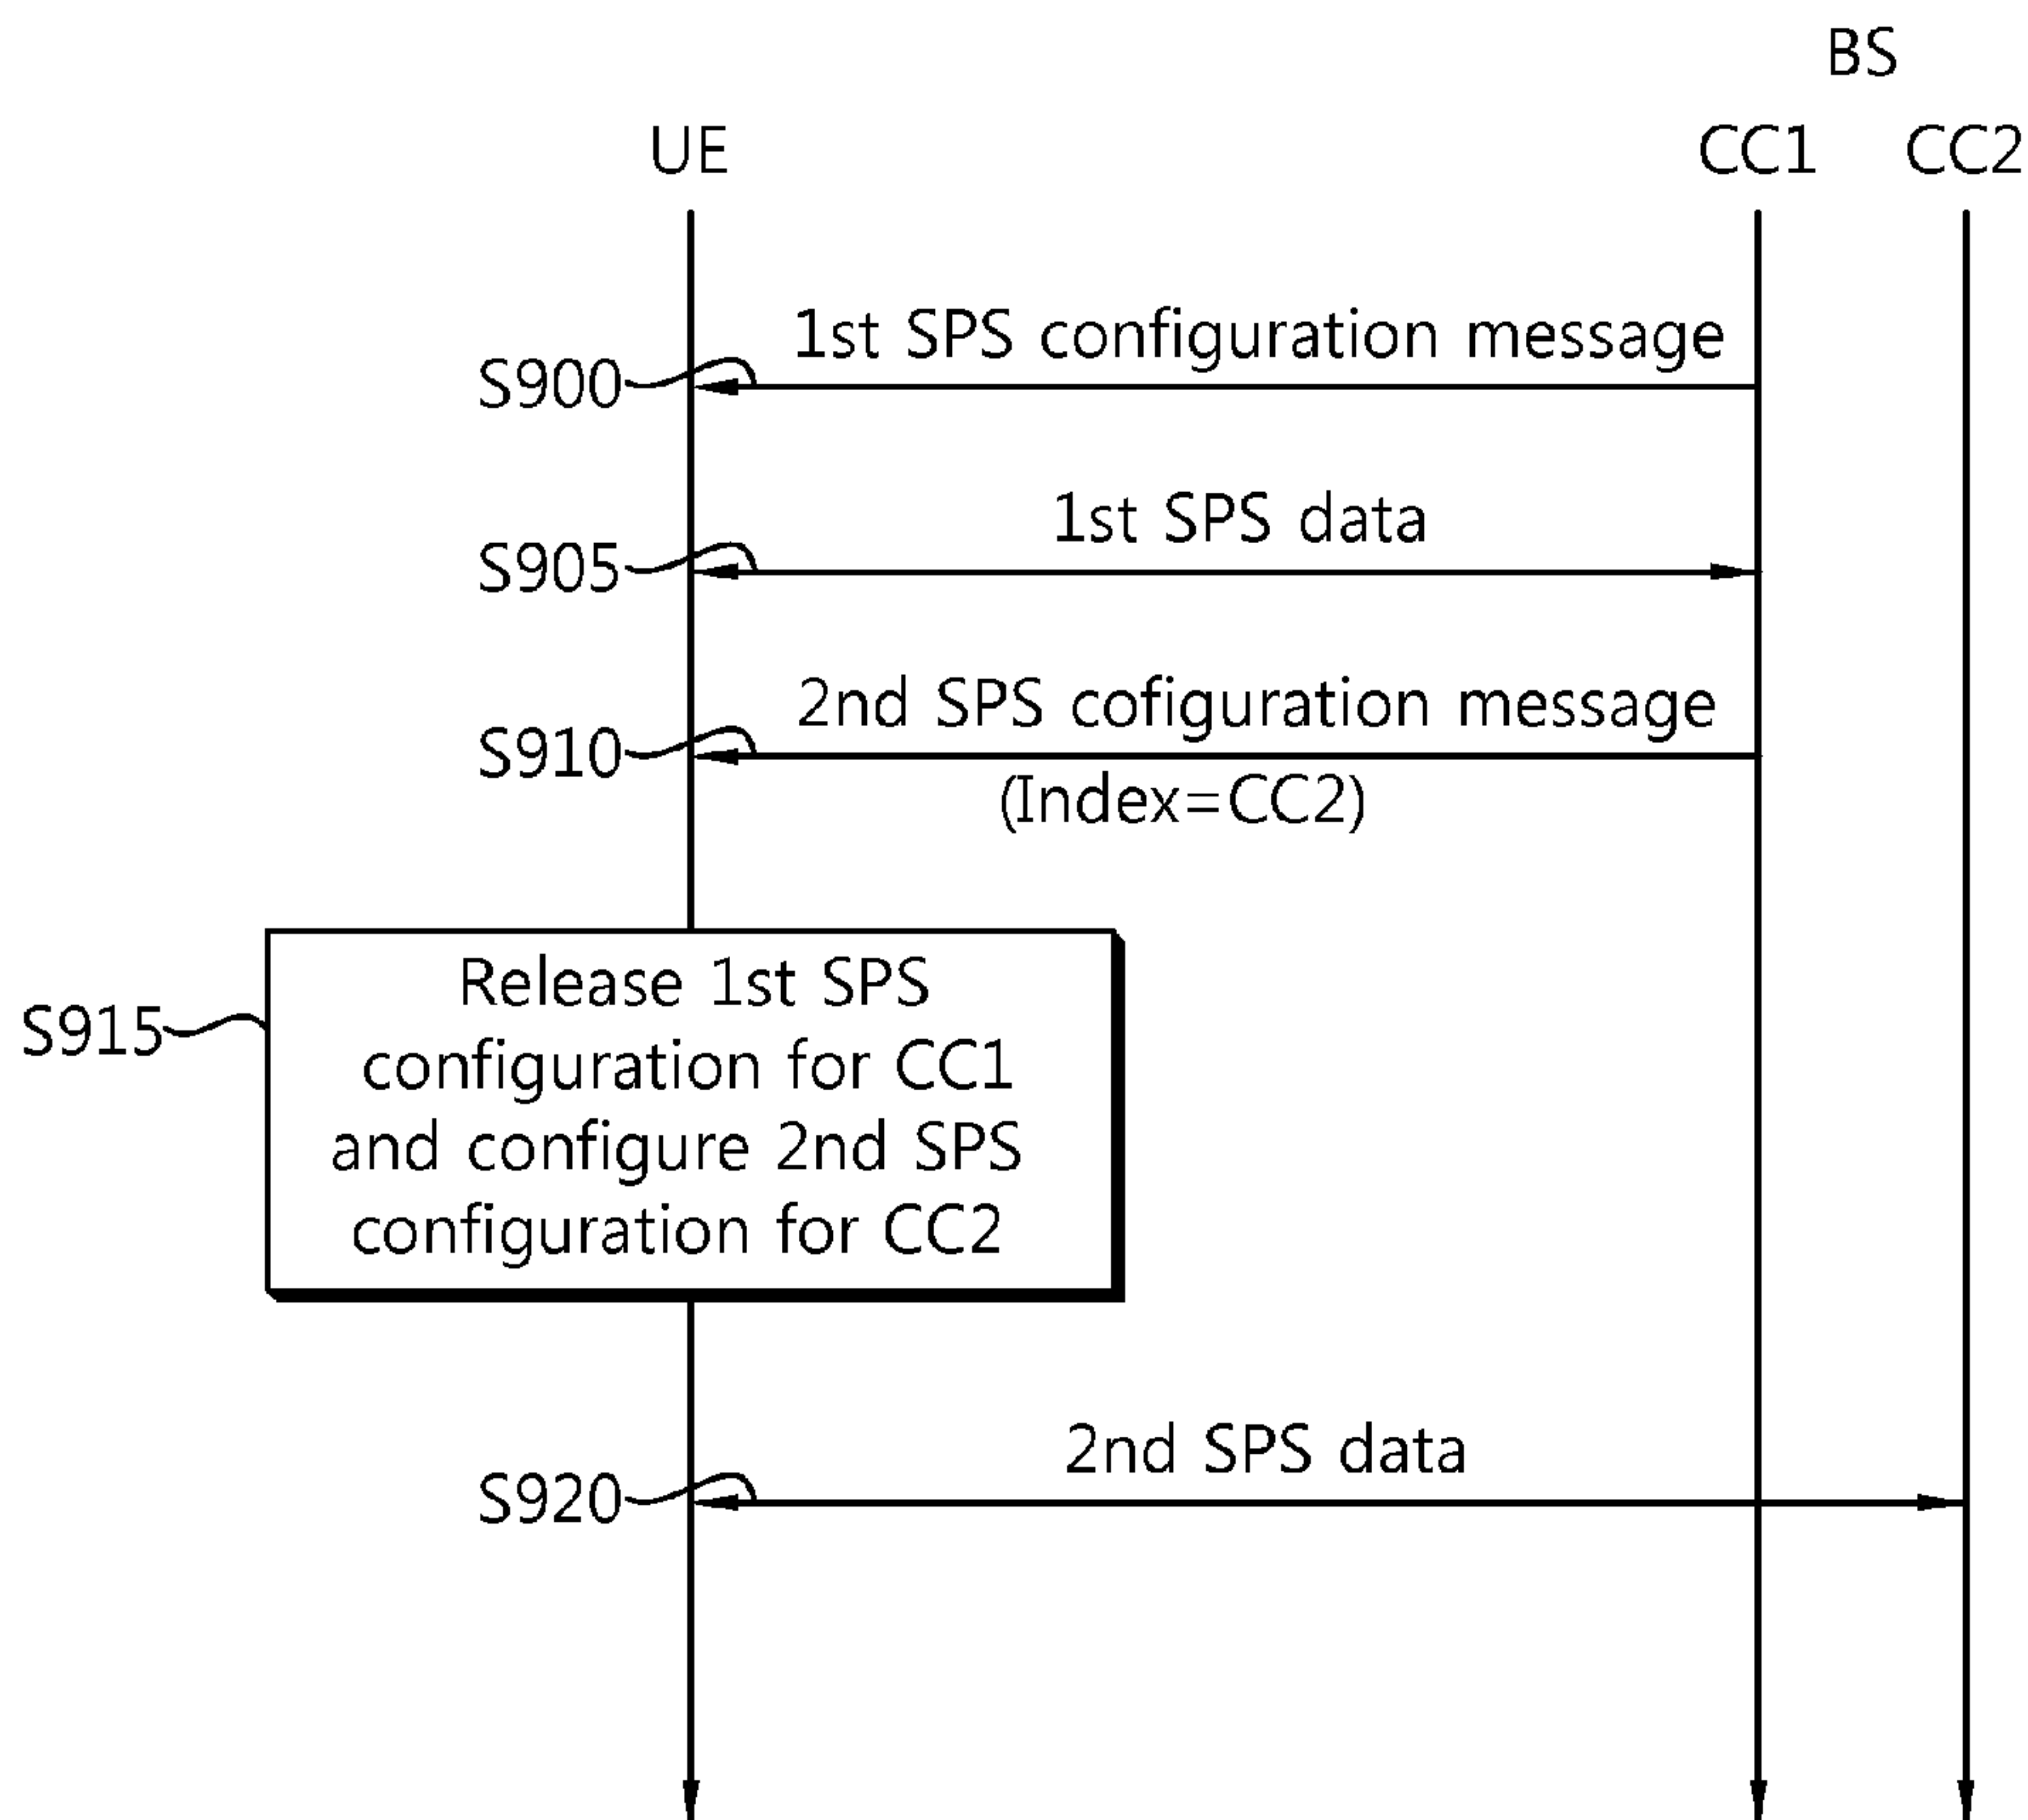 BS
UE
CC1
CC2
1st SPS configuration message
S900
1st SPS data
S905
2nd SPS cofiguration message
S910
(Index=CC2)
Release 1st SPS
configuration for CC1
and configure 2nd SPS
configuration for CC2
S915
2nd SPS data
S920